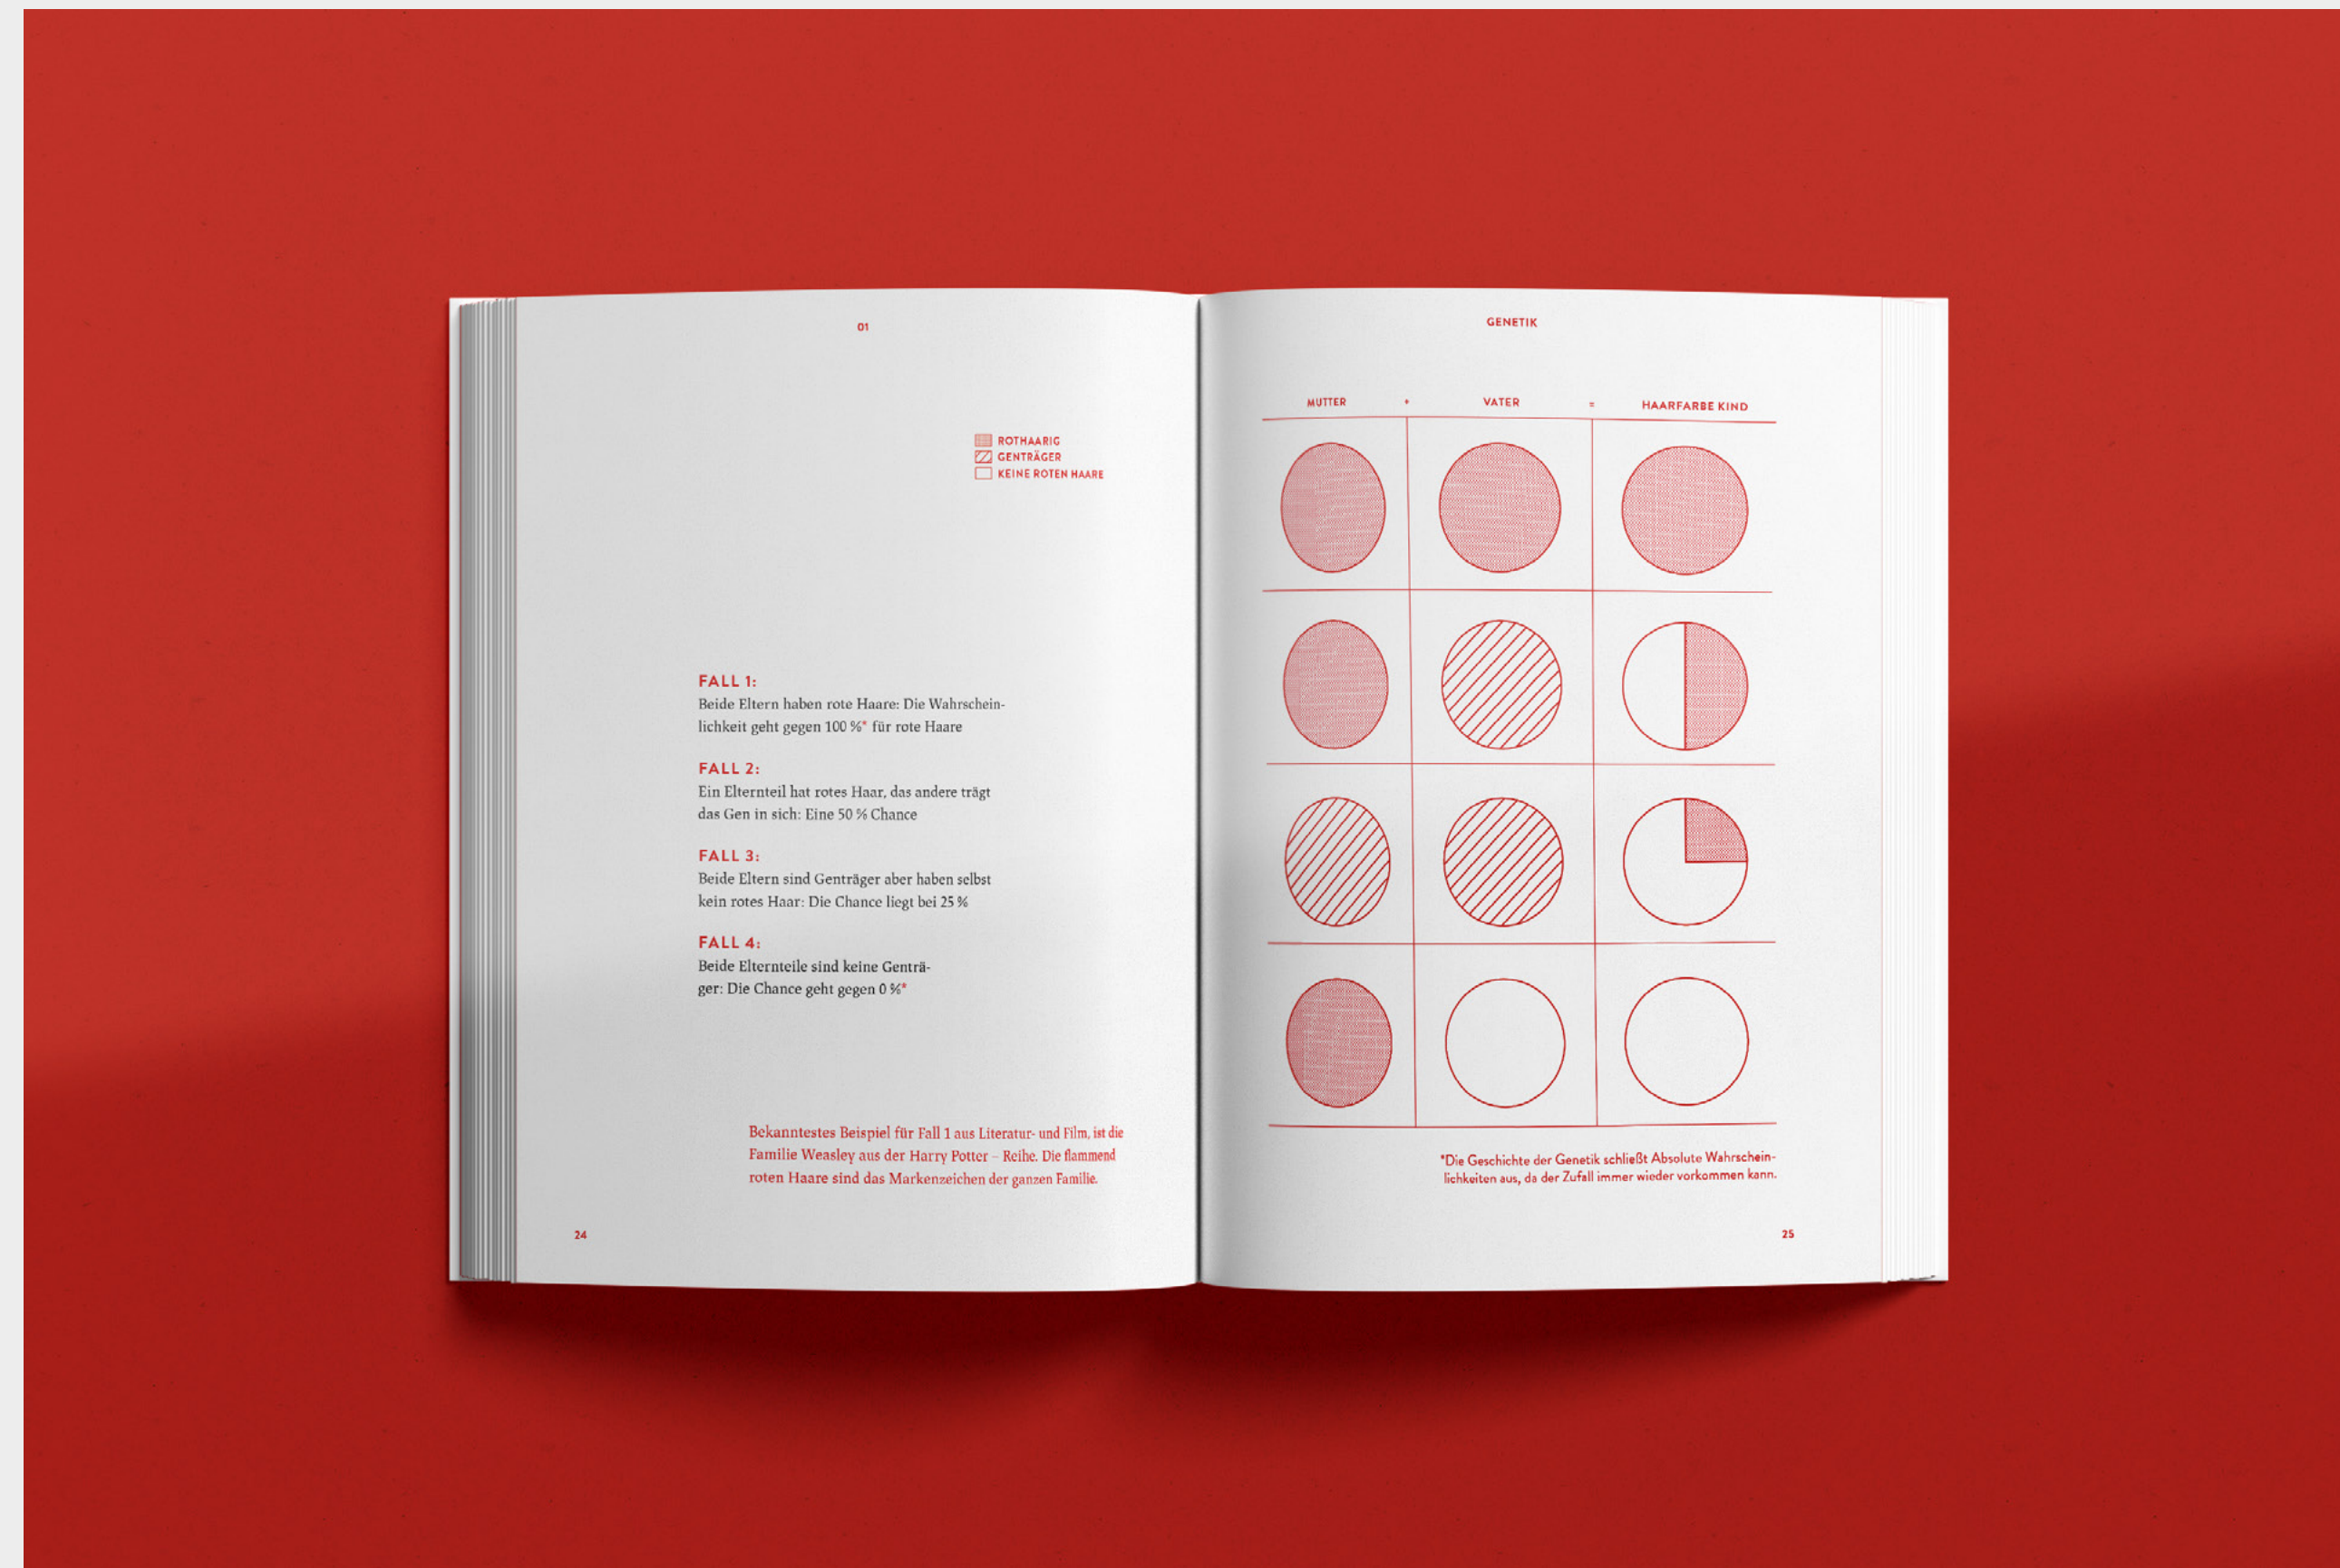 01
ROTHAARIG
GENTRÄGER
KEINE ROTEN HAARE
FALL 1:
Beide Eltern haben rote Haare: Die Wahrschein-
lichkeit geht gegen 100 %* für rote Haare
FALL 2:
Ein Elternteil hat rotes Haar, das andere trägt
das Gen in sich: Eine 50 % Chance
FALL 3:
Beide Eltern sind Genträger aber haben selbst
kein rotes Haar: Die Chance liegt bei 25 %
FALL 4:
Beide Elternteile sind keine Genträ-
ger: Die Chance geht gegen 0 %*
Bekanntestes Beispiel für Fall 1 aus Literatur- und Film, ist die
Familie Weasley aus der Harry Potter – Reihe. Die flammend
roten Haare sind das Markenzeichen der ganzen Familie.
24
GENETIK
MUTTER + VATER = HAARFARBE KIND
*Die Geschichte der Genetik schließt Absolute Wahrschein-
lichkeiten aus, da der Zufall immer wieder vorkommen kann.
25